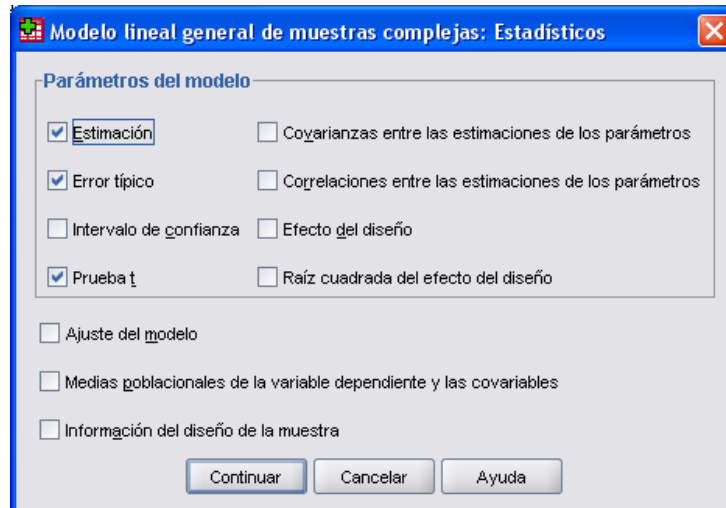 Modelo lineal general de muestras complejas: Estadísticos
Parámetros del modelo
Estimación
Covarianzas entre las estimaciones de los parámetros
Error típico
Correlaciones entre las estimaciones de los parámetros
Intervalo de confianza
Efecto del diseño
Prueba t
Raíz cuadrada del efecto del diseño
Ajuste del modelo
Medias poblacionales de la variable dependiente y las covariables
Información del diseño de la muestra
Continuar
Cancelar
Ayuda